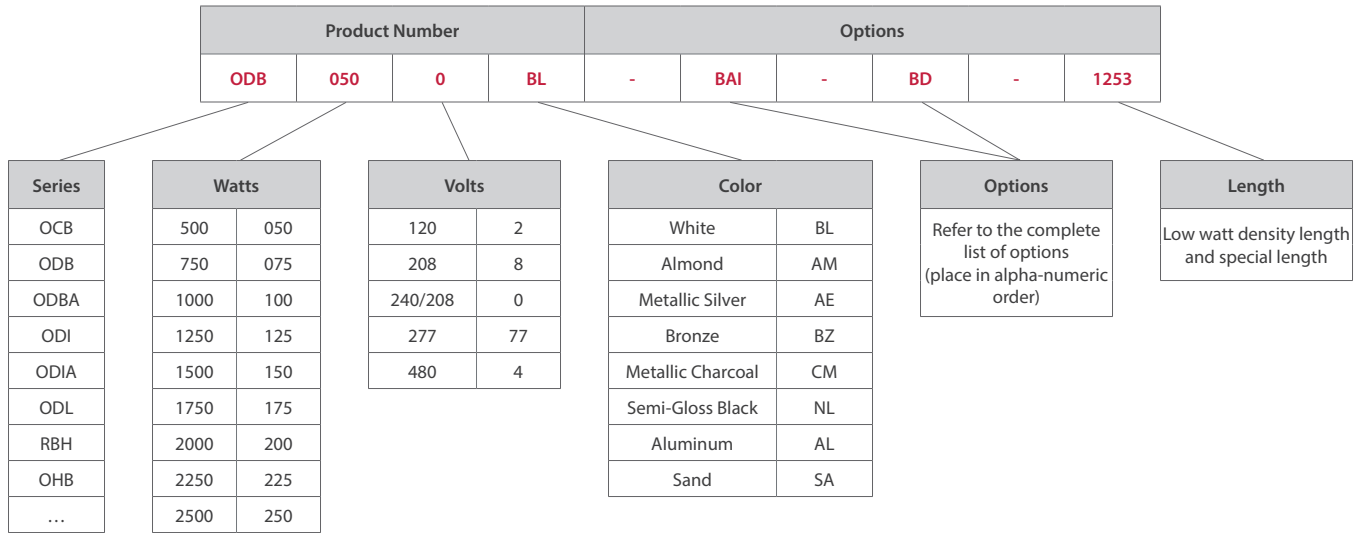 Product Number Options
ODB 050 0 BL - BAI - BD - 1253
Series
OCB
ODB
ODBA
ODI
ODIA
ODL
RBH
OHB
...
Watts
500 050
750 075
1000 100
1250 125
1500 150
1750 175
2000 200
2250 225
2500 250
Volts
120 2
208 8
240/208 0
277 77
480 4
Color
White BL
Almond AM
Metallic Silver AE
Bronze BZ
Metallic Charcoal CM
Semi-Gloss Black NL
Aluminum AL
Sand SA
Options
Refer to the complete
list of options
(place in alpha-numeric
order)
Length
Low watt density length
and special length